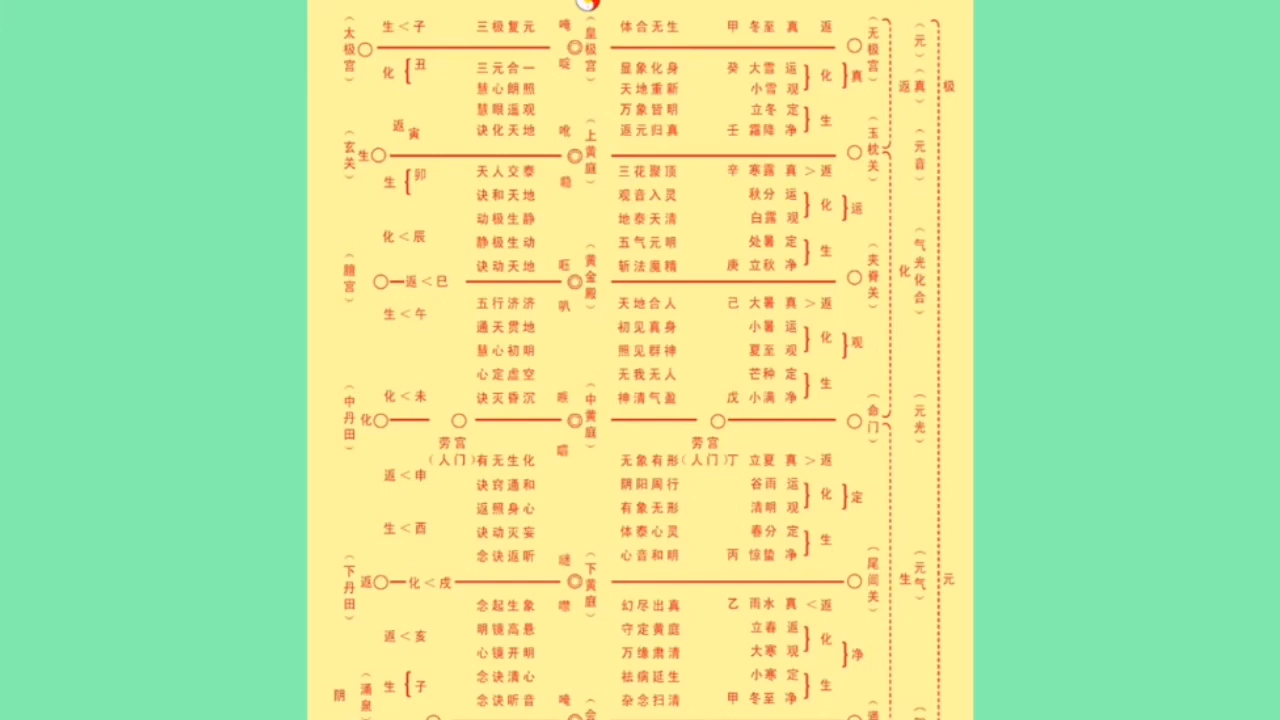 生＜子 三极复元 唵 体合无生 甲 冬至 真 返
（太极宫） （皇极宫） （无极宫） （元）
化{丑 三元合一 啶 显象化身 癸 大雪 运 }化 }真 返（真） 极
慧心朗照 天地重新 小雪 观
慧眼遥观 万象皆明 立冬 定 }生
返 寅 诀化天地 吪 返元归真 壬 霜降 净
（玄关） 生 （上黄庭） （玉枕关） （元音）
生{卯 天人交泰 三花聚顶 辛 寒露 真 ＞返
诀和天地 观音入灵 秋分 运 }化 }运
动极生静 地泰天清 白露 观
化＜辰 静极生动 五气元明 处暑 定 }生
诀动天地 斩法魔精 庚 立秋 净
（膻宫） 返＜巳 （黄金殿） （夹脊关） 化（气光化会）
五行济济 叭 天地合人 己 大暑 真 ＞返
生＜午 通天贯地 初见真身 小暑 运 }化 }观
慧心初明 照见群神 夏至 观
心定虚空 无我无人 芒种 定 }生
化＜未 诀灭昏沉 神清气盈 戊 小满 净
（中丹田） 化 （中黄庭） （命门） （元光）
旁宫 旁宫
（人门）有无生化 无象有形（人门）丁 立夏 真 ＞返
返＜申 诀窍通和 阴阳周行 谷雨 运 }化 }定
返照身心 有象无形 清明 观
生＜酉 诀动灭妄 体泰心灵 春分 定 }生
念诀返听 心音和明 丙 惊蛰 净
（下丹田） 返 化＜戌 （下黄庭） （尾闾关） 生（元气） 元
念起生象 幻尽出真 乙 雨水 真 ＜返
返＜亥 明镜高悬 守定黄庭 立春 返 }化 }净
心镜开明 万缘肃清 大寒 观
生{子 念诀清心 祛病延生 小寒 定 }生
阴（涌泉） 念诀听音 唵 杂念扫清 甲 冬至 净